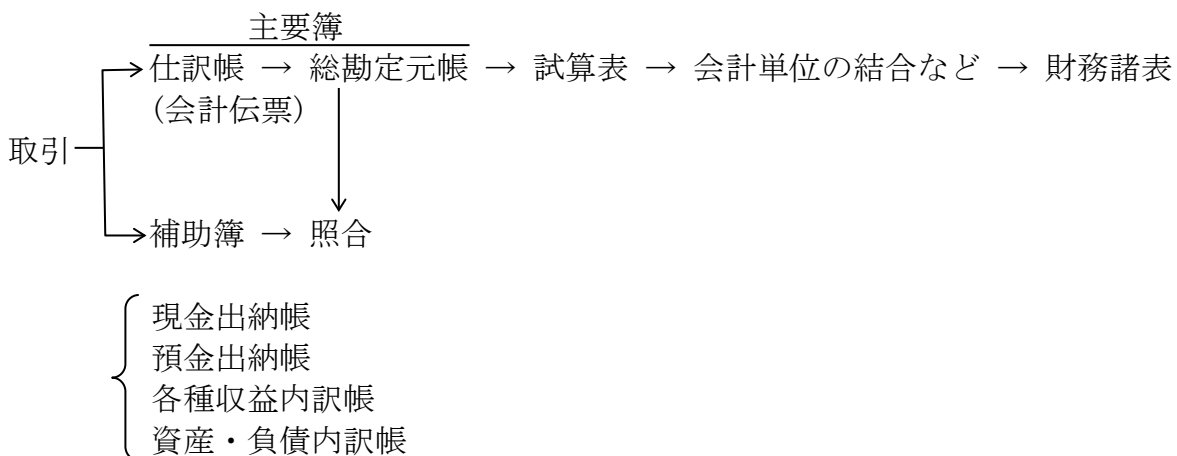 主要簿
仕訳帳 → 総勘定元帳 → 試算表 → 会計単位の結合など → 財務諸表
(会計伝票)
取引
補助簿 → 照合
現金出納帳
預金出納帳
各種収益内訳帳
資産・負債内訳帳